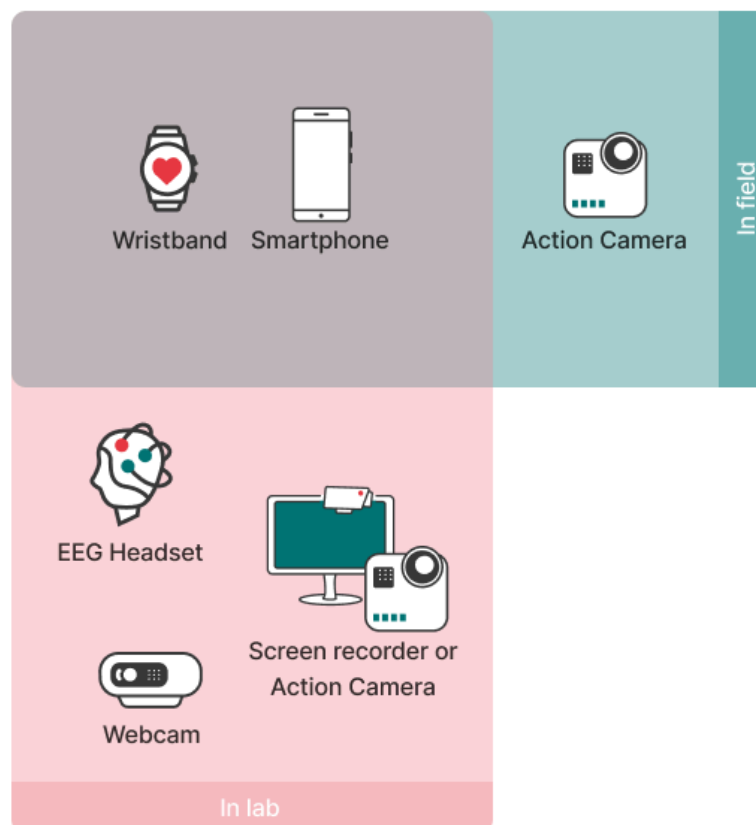 Wristband
Smartphone
Action Camera
In field
EEG Headset
Screen recorder or
Action Camera
Webcam
In lab